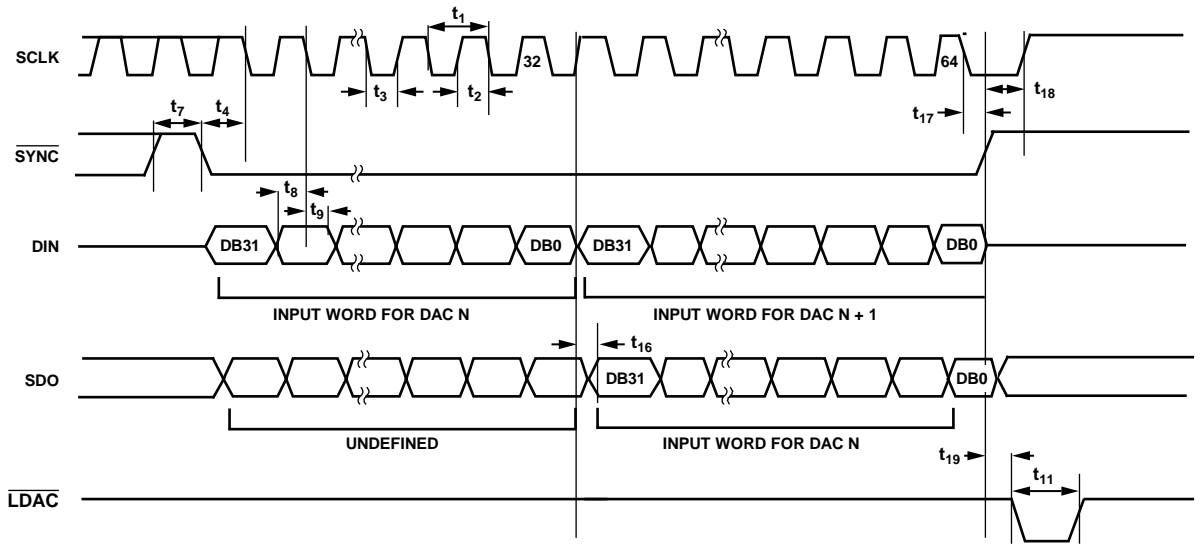 t1
SCLK
32
64
t3
t2
t18
t17
t7
t4
SYNC
t8
t9
DIN
DB31
DB0
DB31
DB0
INPUT WORD FOR DAC N
INPUT WORD FOR DAC N + 1
t16
SDO
DB31
DB0
UNDEFINED
INPUT WORD FOR DAC N
t19
t11
LDAC